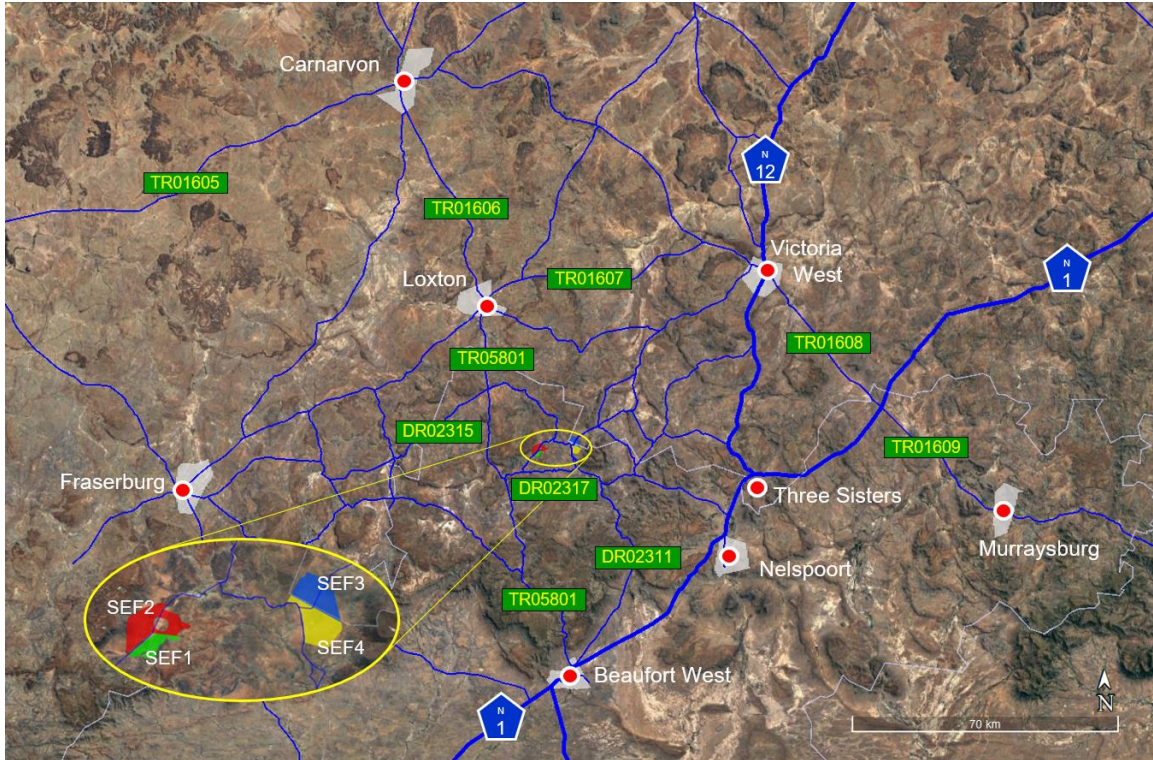 Carnarvon
N
12
TR01605
TR01606
Victoria
West
N
1
Loxton
TR01607
TR01608
TR05801
DR02315
TR01609
Fraserburg
DR02317
Three Sisters
Murraysburg
DR02311
Nelspoort
SEF3
TR05801
SEF2
SEF4
SEF1
Beaufort West
N
1
N
70 km